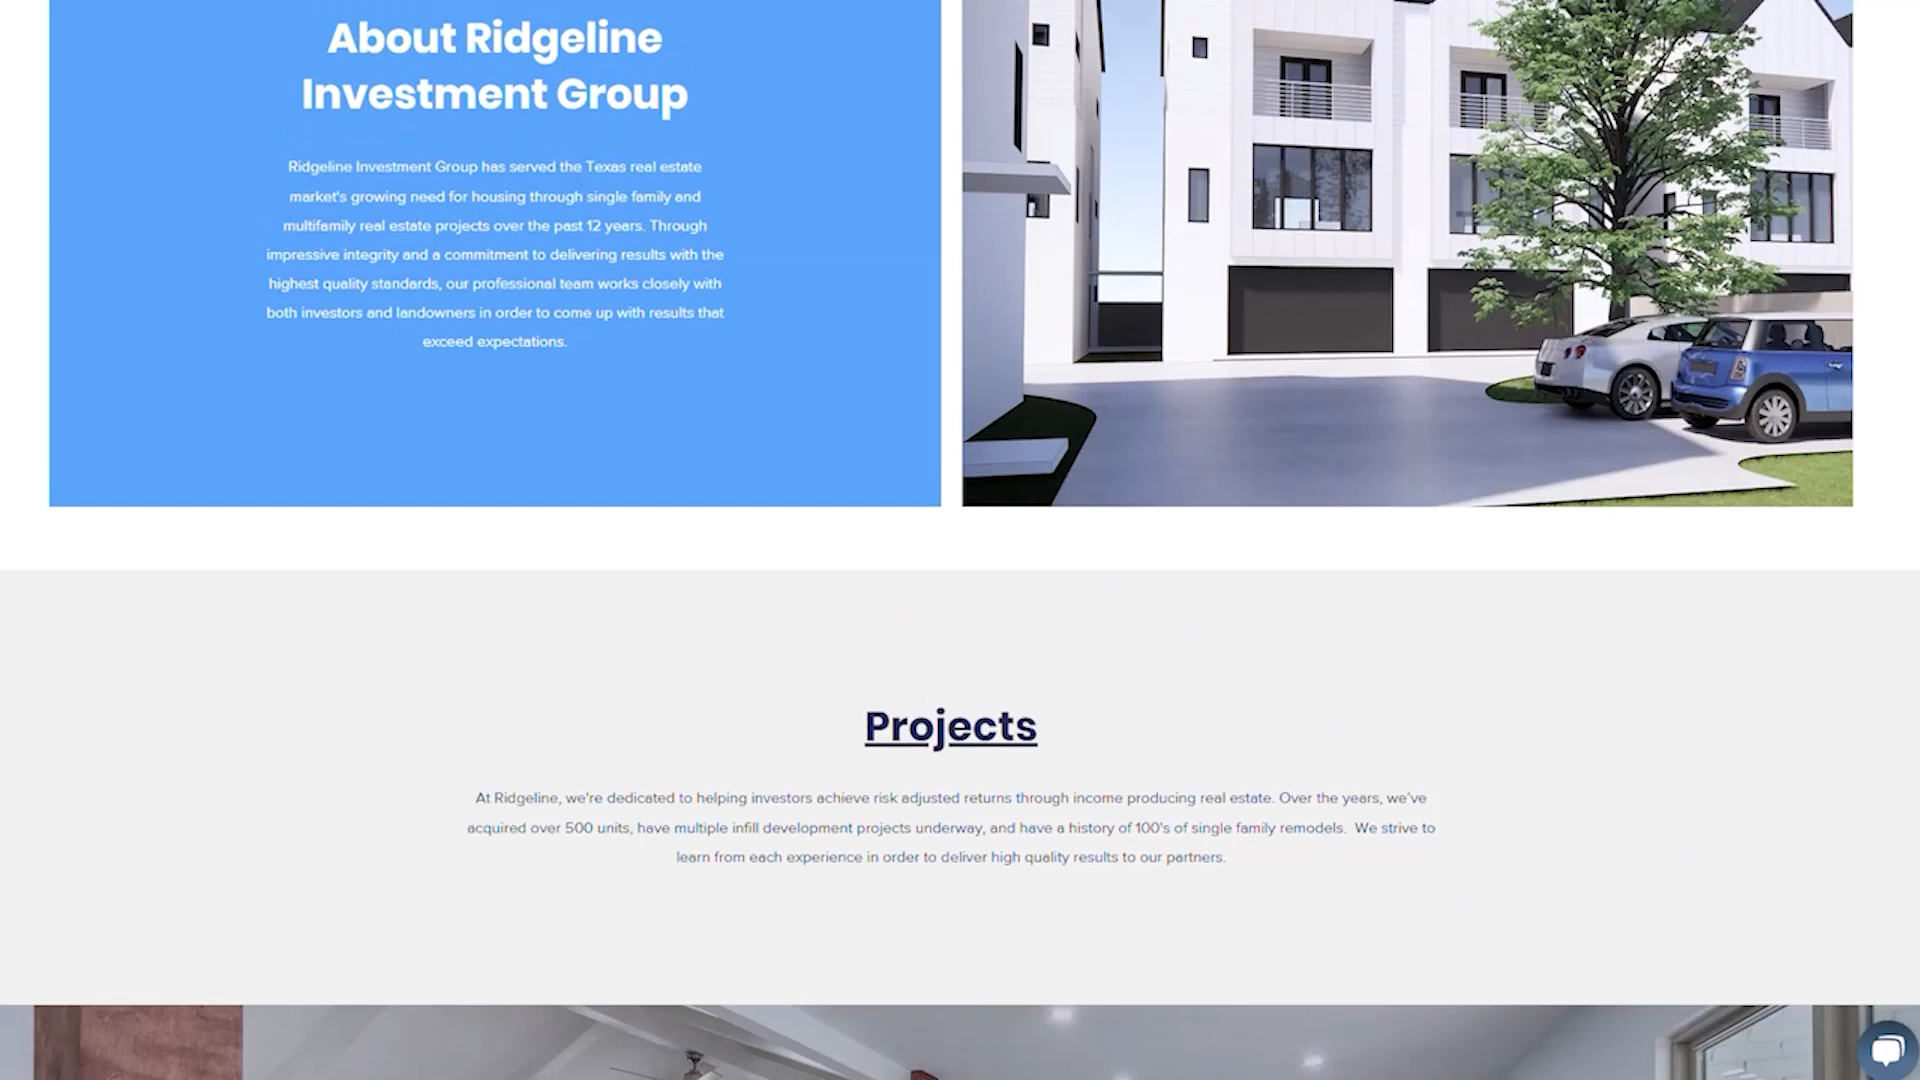 About Ridgeline
Investment Group
Ridgeline Investment Group has served the Texas real estate
market's growing need for housing through single family and
multifamily real estate projects over the past 12 years. Through
impressive integrity and a commitment to delivering results with the
highest quality standards, our professional team works closely with
both investors and landowners in order to come up with results that
exceed expectations.
Projects
At Ridgeline, we're dedicated to helping investors achieve risk adjusted returns through income producing real estate. Over the years, we've
acquired over 500 units, have multiple infill development projects underway, and have a history of 100's of single family remodels.  We strive to
learn from each experience in order to deliver high quality results to our partners.